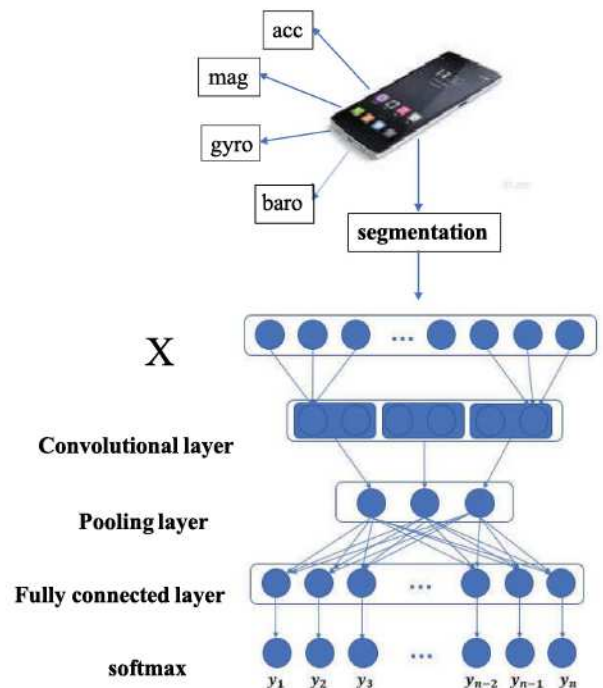 acc
mag
gyro
baro
segmentation
X
...
Convolutional layer
Pooling layer
Fully connected layer
...
softmax
...
y₁ y₂ y₃ yₙ₋₂ yₙ₋₁ yₙ